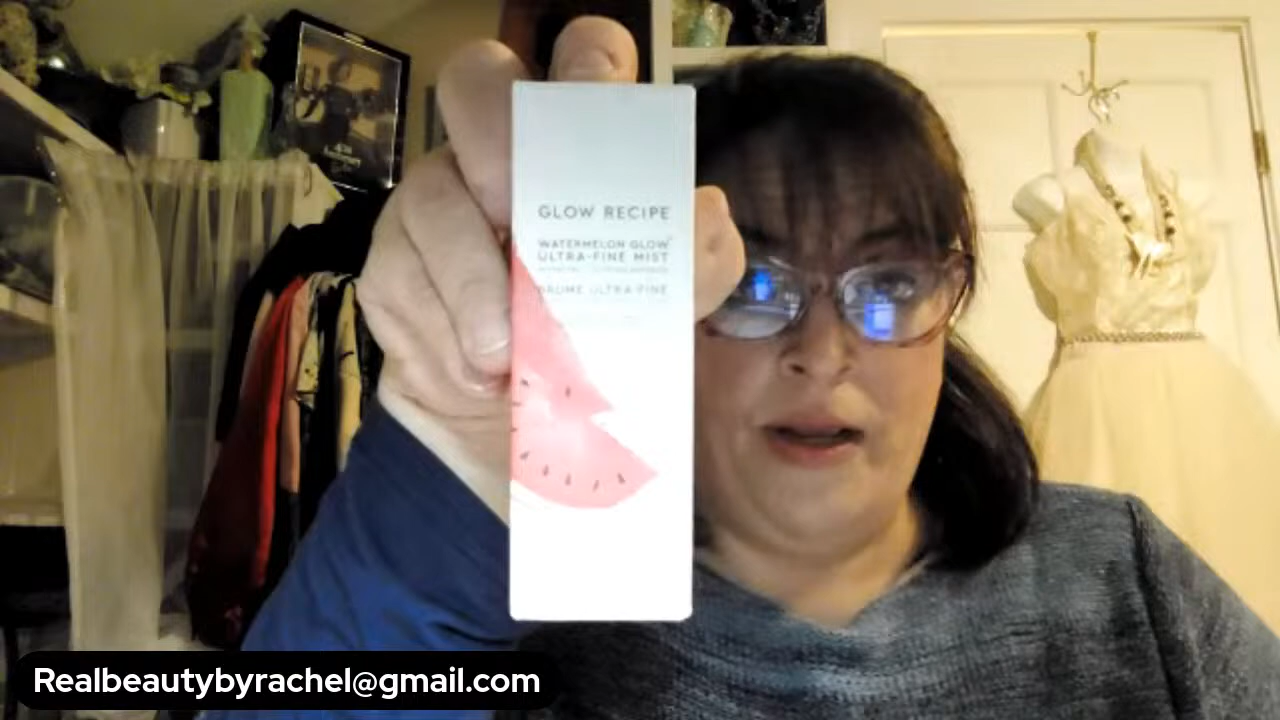 GLOW RECIPE
WATERMELON GLOW
ULTRA-FINE MIST
BRUME ULTRA-FINE
Realbeautybyrachel@gmail.com